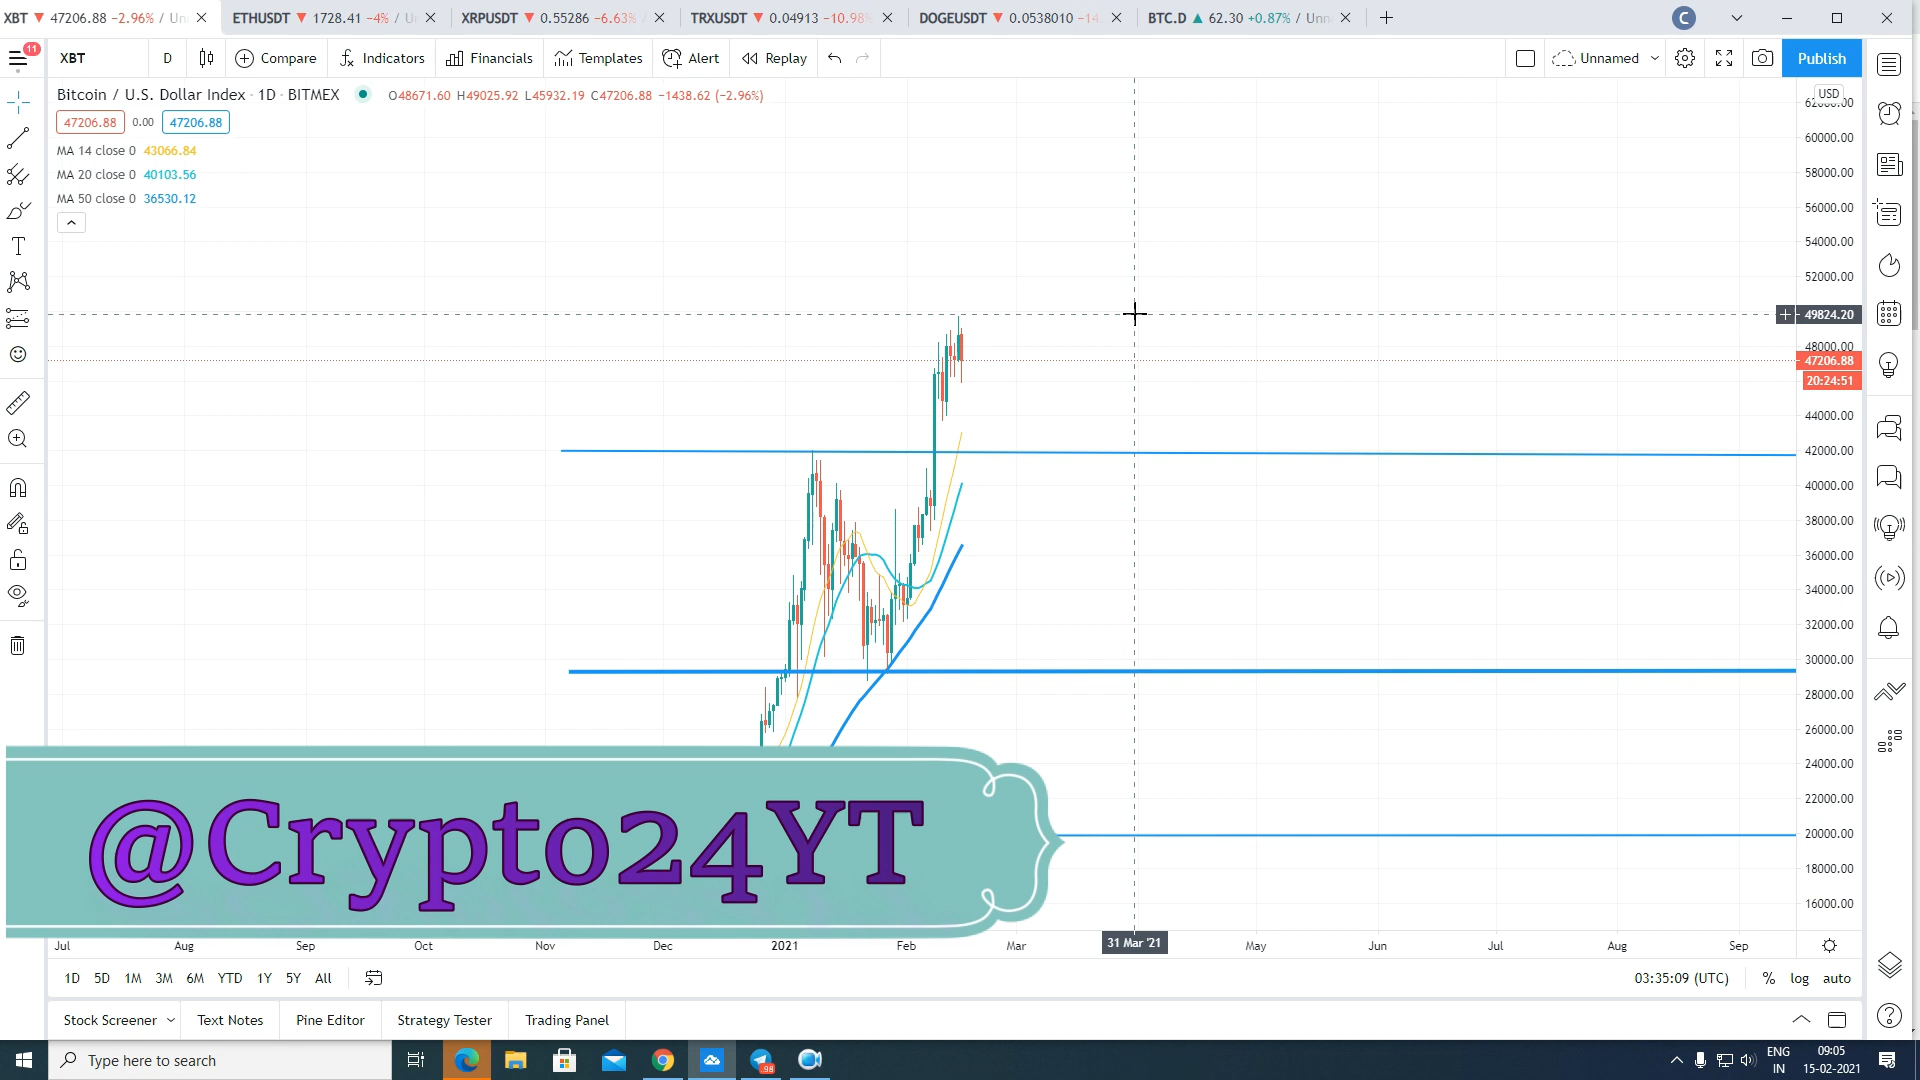 XBT ▼ 47206.88 −2.96% / Un
ETHUSDT ▼ 1728.41 −4% / U
XRPUSDT ▼ 0.55286 −6.63% /
TRXUSDT ▼ 0.04913 −10.98%
DOGEUSDT ▼ 0.0538010 −14
BTC.D ▲ 62.30 +0.87% / Unn
C
11
XBT
D
Compare
Indicators
Financials
Templates
Alert
Replay
Unnamed
Publish
Bitcoin / U.S. Dollar Index · 1D · BITMEX
O48671.60 H49025.92 L45932.19 C47206.88 −1438.62 (−2.96%)
47206.88 0.00 47206.88
MA 14 close 0 43066.84
MA 20 close 0 40103.56
MA 50 close 0 36530.12
USD
60000.00
58000.00
56000.00
54000.00
52000.00
49824.20
48000.00
47206.88
20:24:51
44000.00
42000.00
40000.00
38000.00
36000.00
34000.00
32000.00
30000.00
28000.00
26000.00
24000.00
22000.00
20000.00
18000.00
16000.00
@Crypto24YT
Jul Aug Sep Oct Nov Dec 2021 Feb Mar 31 Mar '21 May Jun Jul Aug Sep
1D 5D 1M 3M 6M YTD 1Y 5Y All
03:35:09 (UTC) % log auto
Stock Screener Text Notes Pine Editor Strategy Tester Trading Panel
Type here to search
98
ENG
IN
09:05
15-02-2021